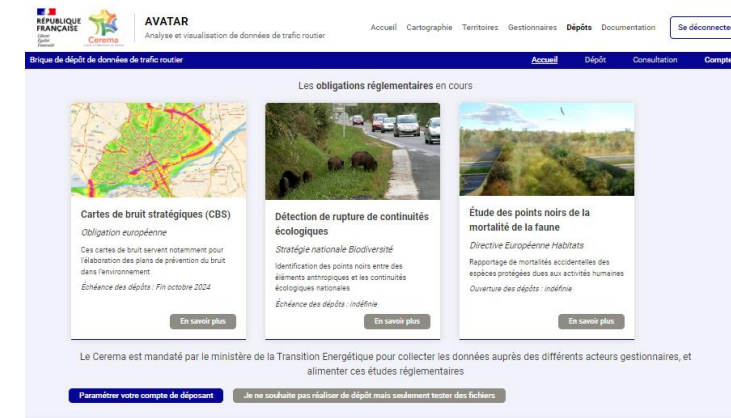 RÉPUBLIQUE
FRANÇAISE
Liberté
Égalité
Fraternité
Cerema
AVATAR
Analyse et visualisation de données de trafic routier
Accueil Cartographie Territoires Gestionnaires Dépôts Documentation Se déconnecter
Brique de dépôt de données de trafic routier
Accueil Dépôt Consultation Compte
Les obligations réglementaires en cours
Cartes de bruit stratégiques (CBS)
Obligation européenne
Ces cartes de bruit servent notamment pour
l'élaboration des plans de prévention du bruit
dans l'environnement
Échéance des dépôts : Fin octobre 2024
En savoir plus
Détection de rupture de continuités
écologiques
Stratégie nationale Biodiversité
Identification des points noirs entre des
éléments anthropiques et les continuités
écologiques nationales
Échéance des dépôts : indéfinie
En savoir plus
Étude des points noirs de la
mortalité de la faune
Directive Européenne Habitats
Rapportage de mortalités accidentelles des
espèces protégées dues aux activités humaines
Ouverture des dépôts : indéfinie
En savoir plus
Le Cerema est mandaté par le ministère de la Transition Energétique pour collecter les données auprès des différents acteurs gestionnaires, et
alimenter ces études réglementaires
Paramétrer votre compte de déposant
Je ne souhaite pas réaliser de dépôt mais seulement tester des fichiers